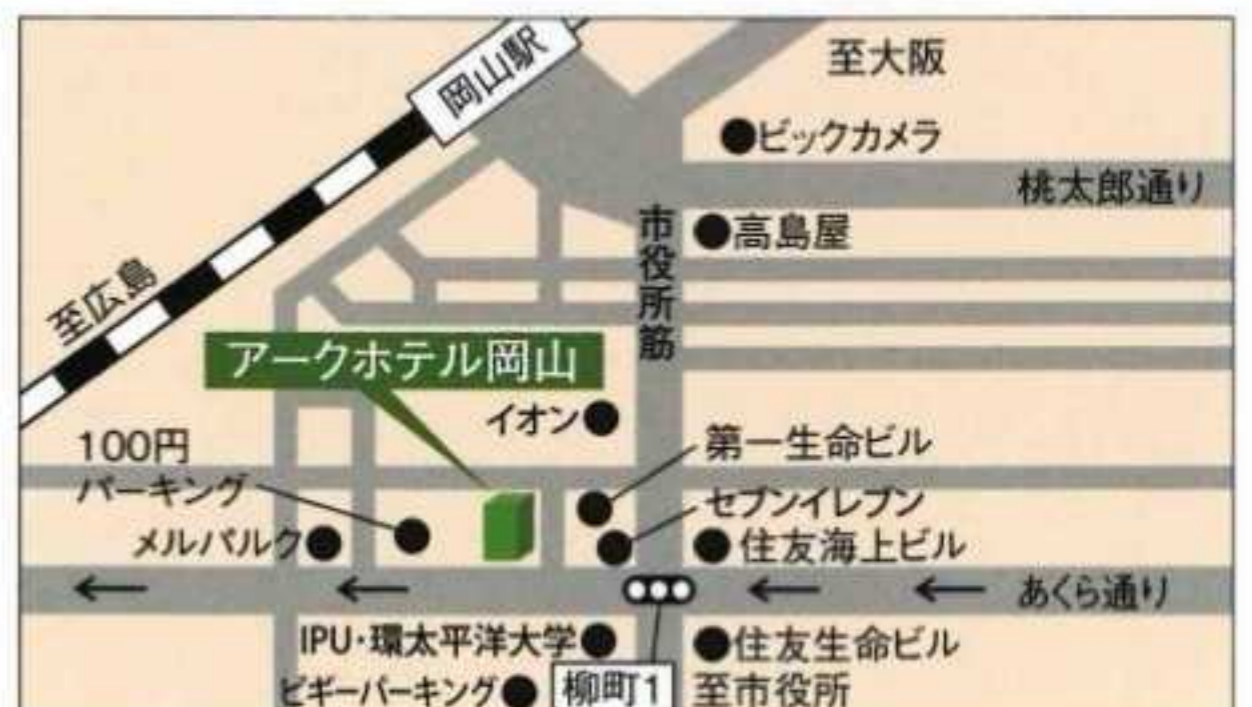 岡山駅
至大阪
ビックカメラ
桃太郎通り
市役所筋
高島屋
至広島
アークホテル岡山
イオン
100円
パーキング
第一生命ビル
セブンイレブン
メルパルク
住友海上ビル
あくら通り
IPU・環太平洋大学
住友生命ビル
ビギーパーキング
柳町1
至市役所